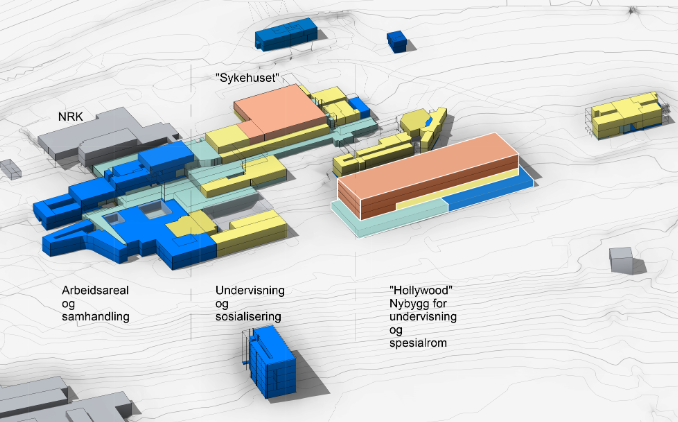 "Sykehuset"
NRK
Arbeidsareal
og
samhandling
Undervisning
og
sosialisering
"Hollywood"
Nybygg for
undervisning
og
spesialrom